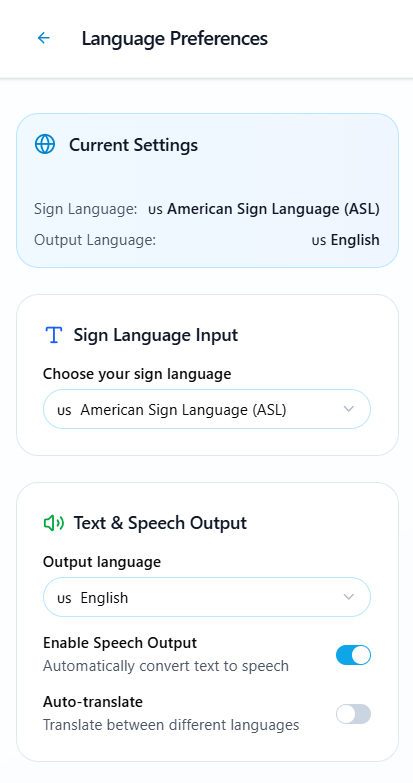 Language Preferences
Current Settings
Sign Language: us American Sign Language (ASL)
Output Language: us English
Sign Language Input
Choose your sign language
us American Sign Language (ASL)
Text & Speech Output
Output language
us English
Enable Speech Output
Automatically convert text to speech
Auto-translate
Translate between different languages